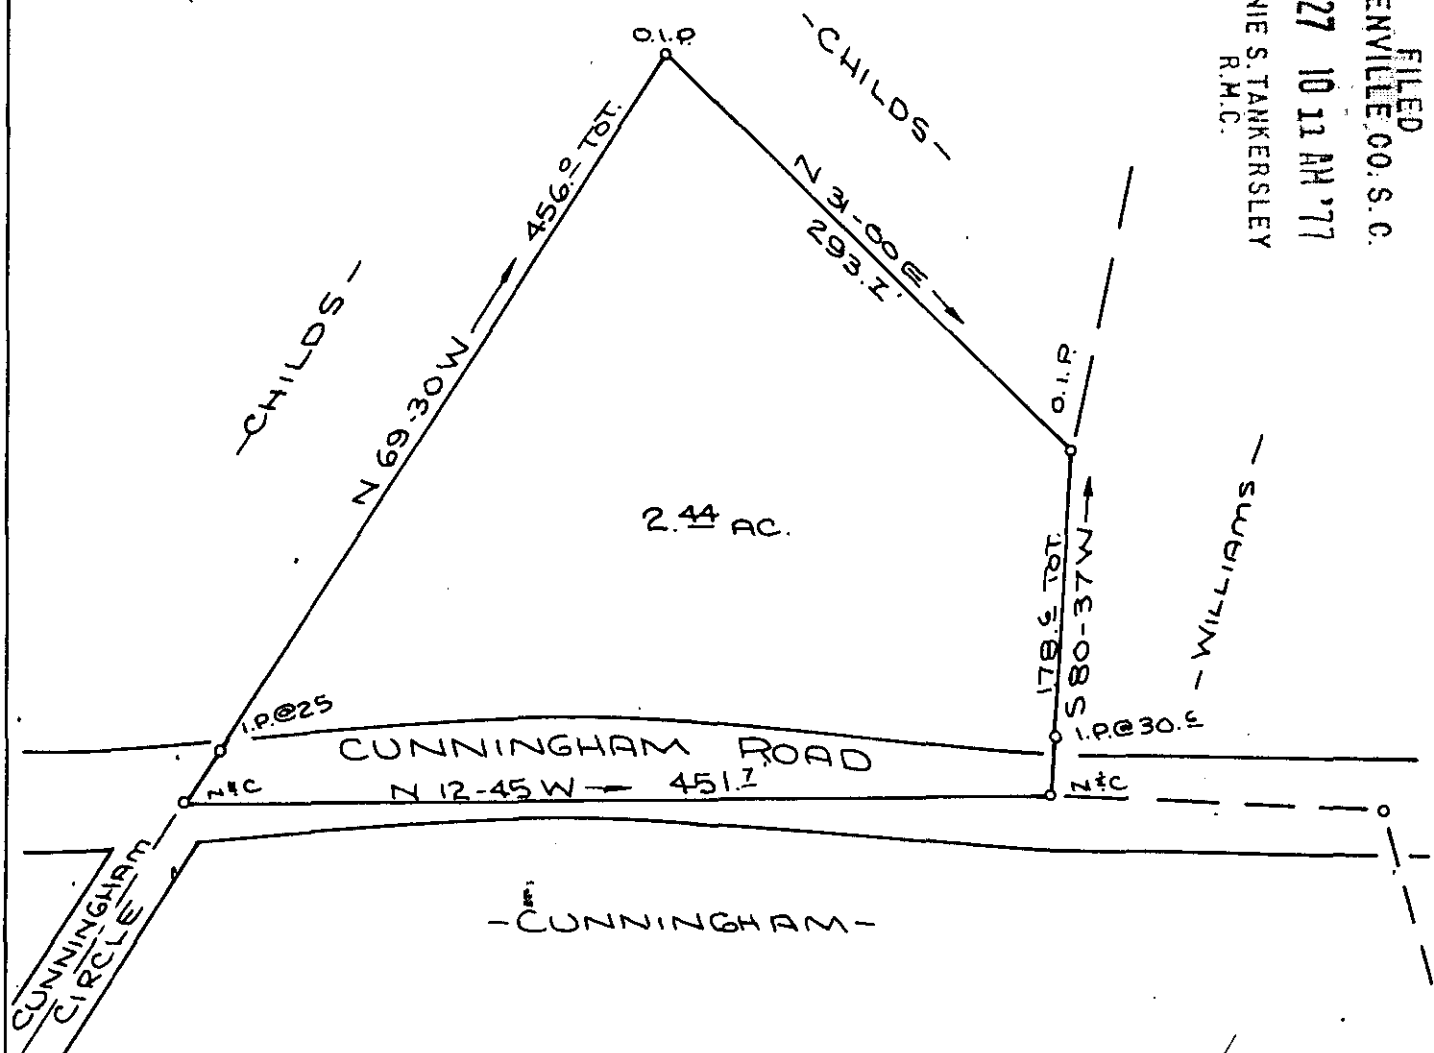 FILED
ENVILLE CO. S. C.
27 10 11 AM '77
NIE S. TANKERSLEY
R.M.C.
O.I.P.
-CHILDS-
456.0 TOT.
N 69-30 W
N 31-00 E
293.1'
-CHILDS-
O.I.P.
2.44 AC.
178.6 TOT.
S 80-37 W
-WILLIAMS-
I.P.@25
I.P.@30.6
CUNNINGHAM ROAD
N 12-45 W 451.7
N&C
N&C
CUNNINGHAM
CIRCLE
-CUNNINGHAM-